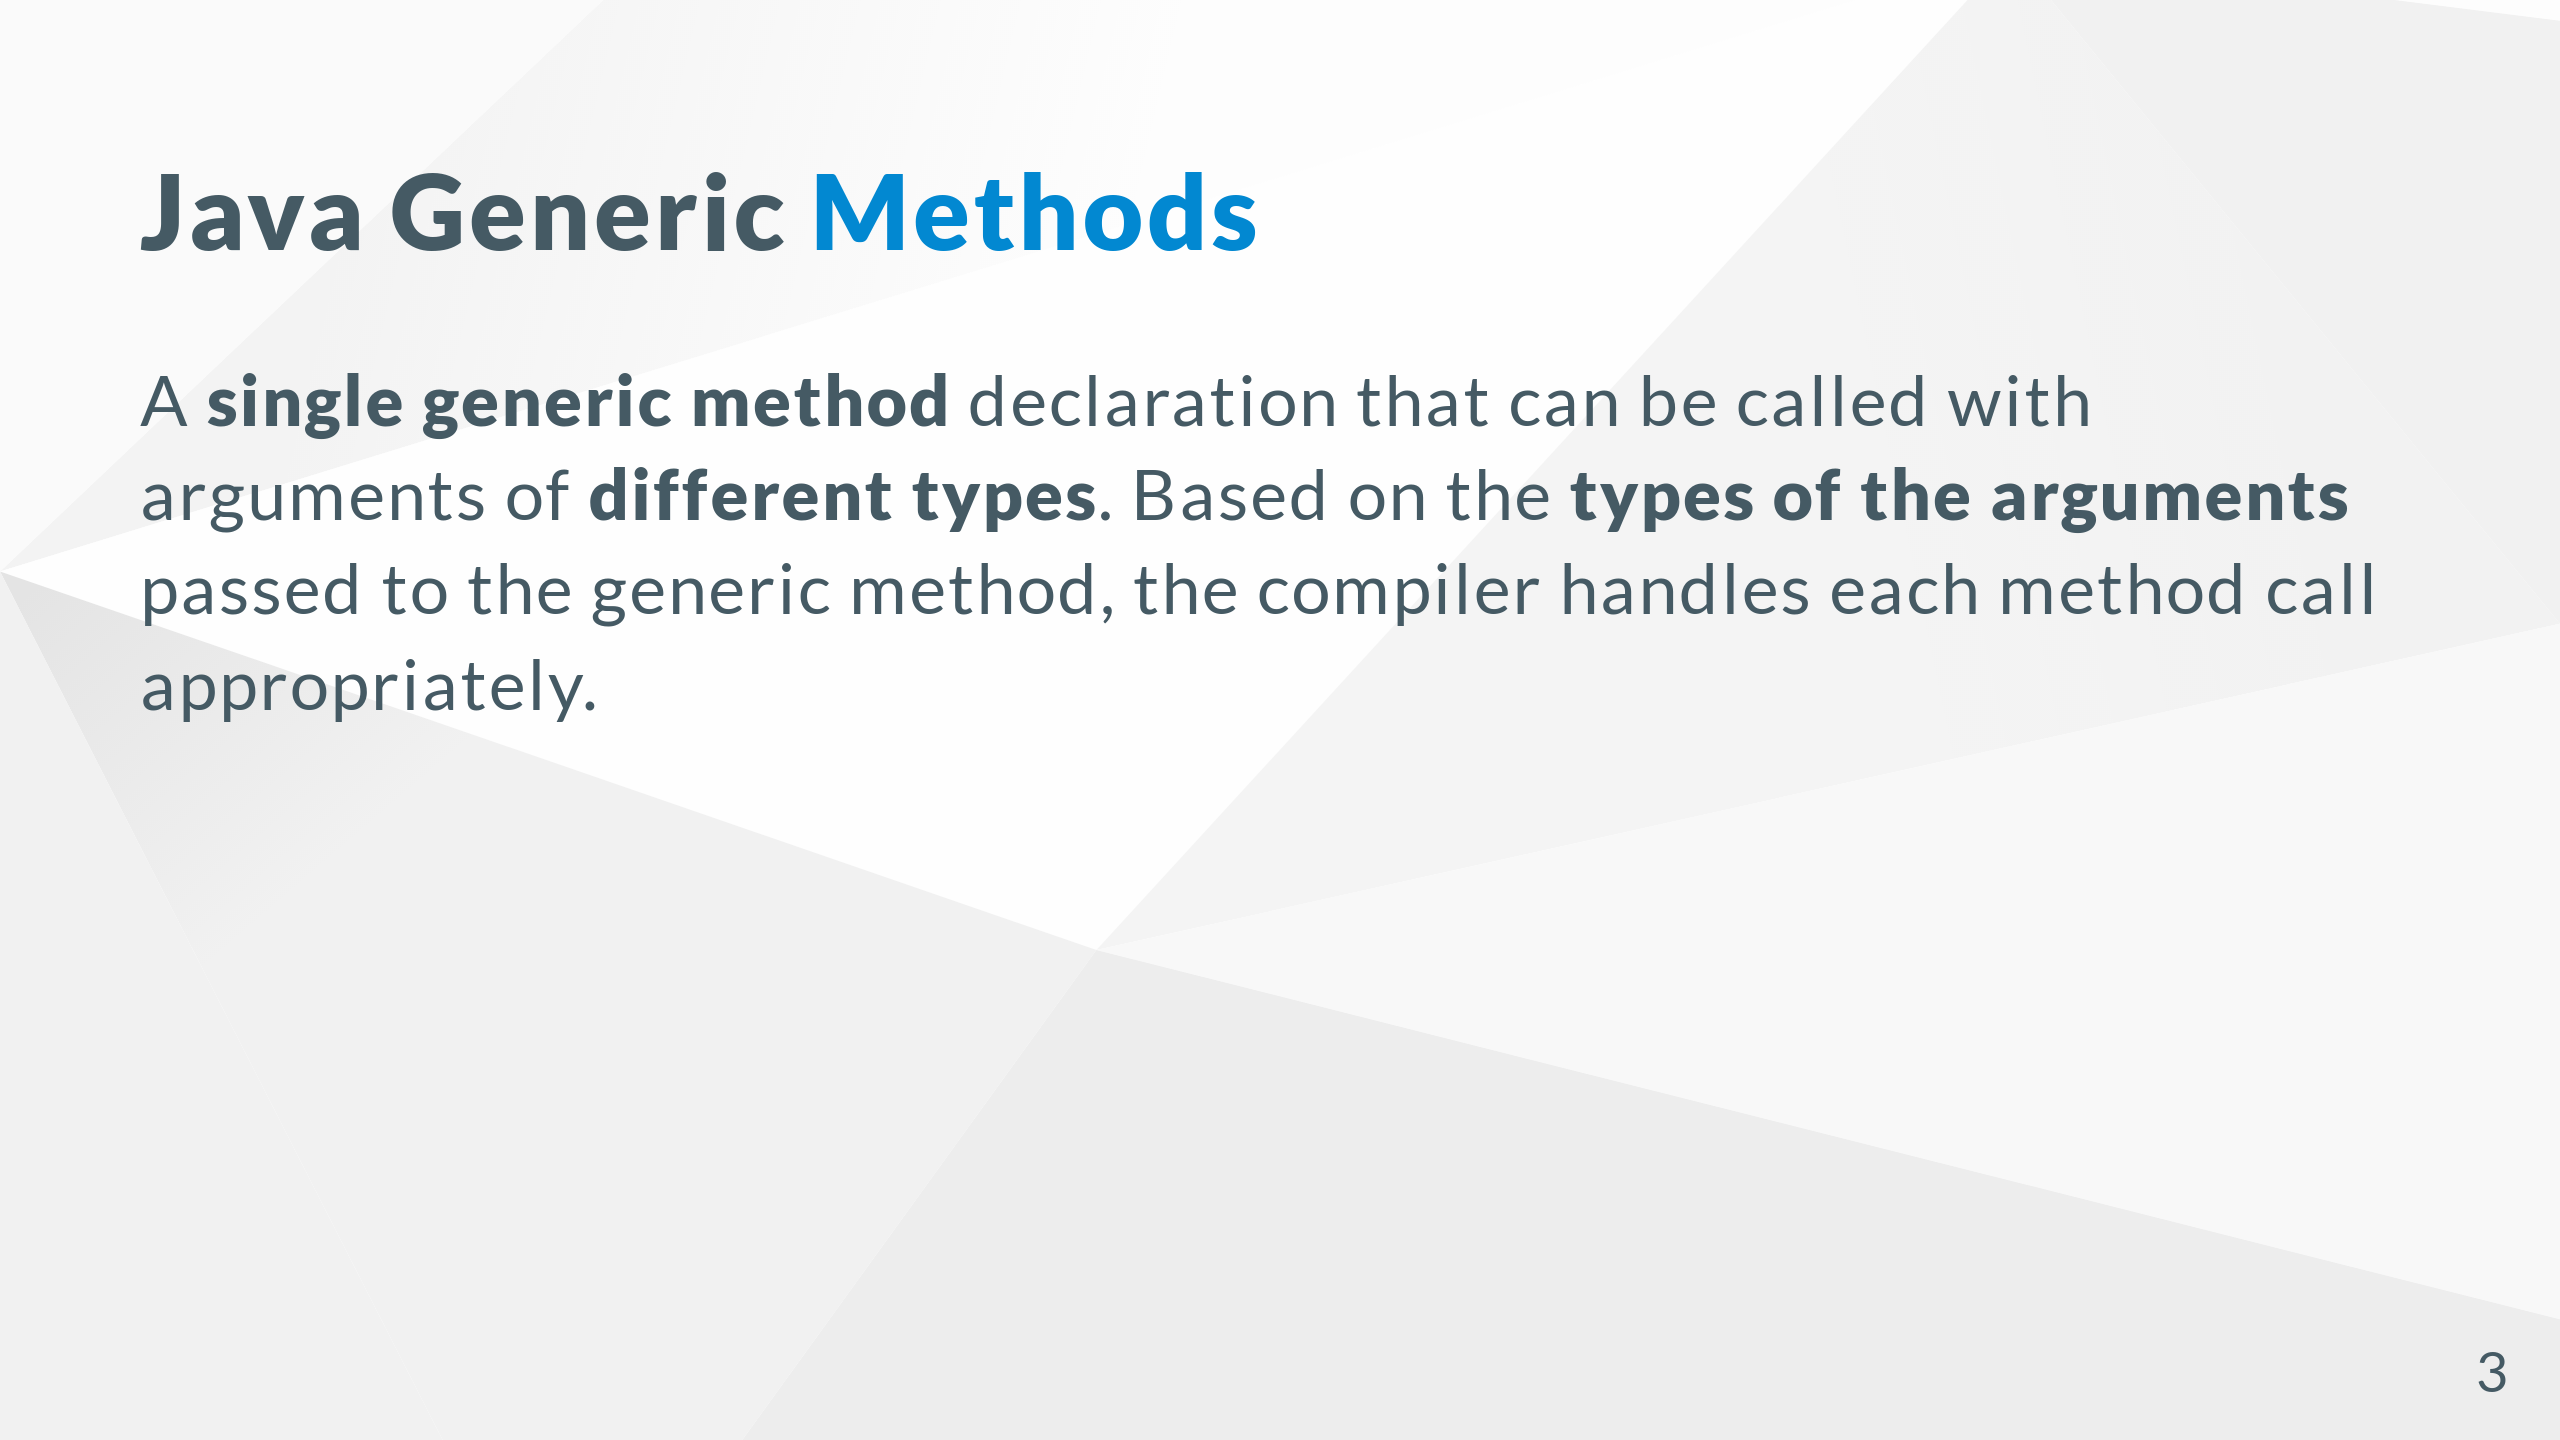 Java Generic Methods
A single generic method declaration that can be called with
arguments of different types. Based on the types of the arguments
passed to the generic method, the compiler handles each method call
appropriately.
3